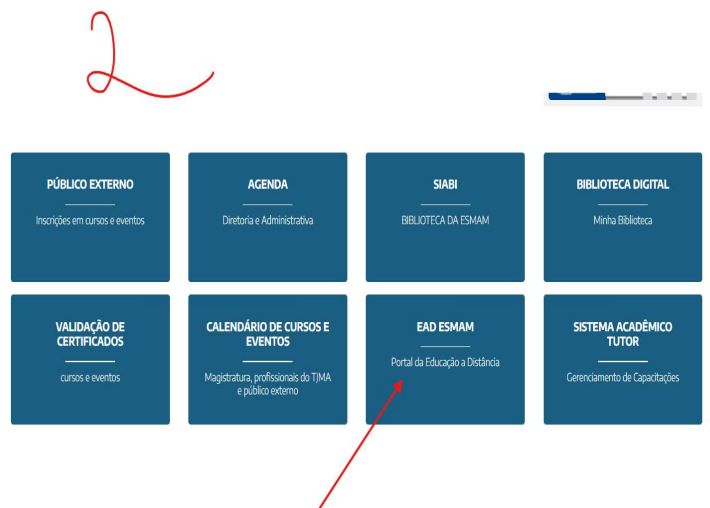 2
PÚBLICO EXTERNO
Inscrições em cursos e eventos
AGENDA
Diretoria e Administrativa
SIABI
BIBLIOTECA DA ESMAM
BIBLIOTECA DIGITAL
Minha Biblioteca
VALIDAÇÃO DE
CERTIFICADOS
cursos e eventos
CALENDÁRIO DE CURSOS E
EVENTOS
Magistratura, profissionais do TJMA
e público externo
EAD ESMAM
Portal da Educação a Distância
SISTEMA ACADÊMICO
TUTOR
Gerenciamento de Capacitações